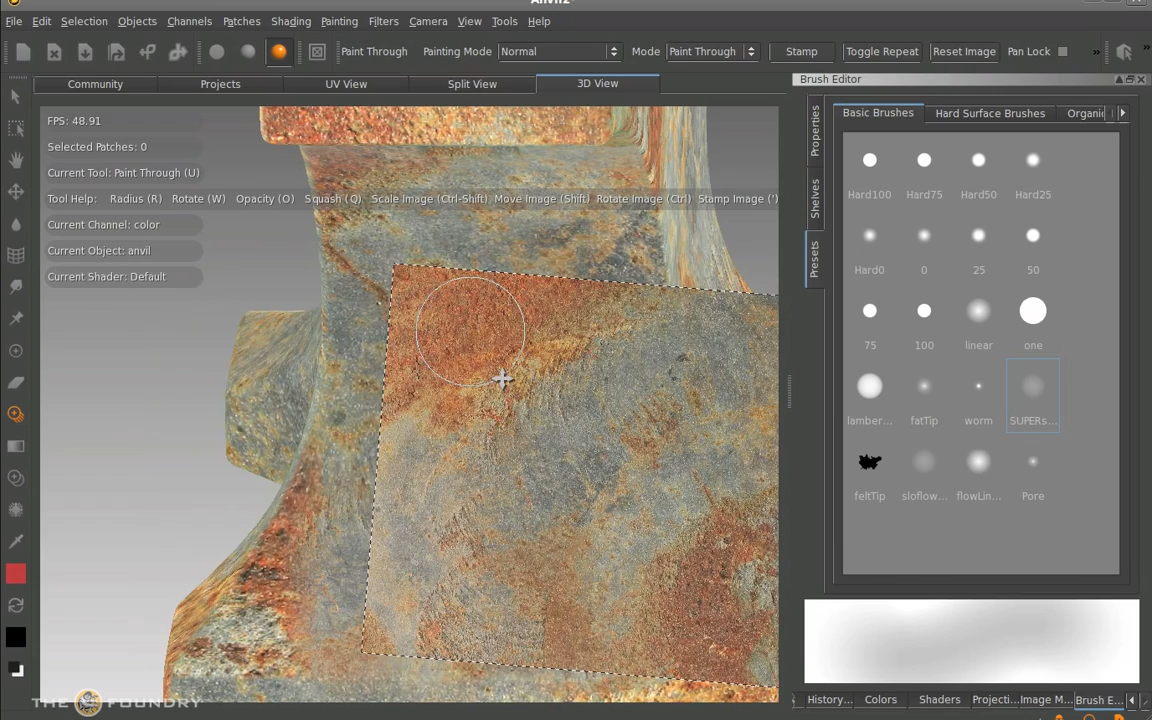 Anvil2*
File Edit Selection Objects Channels Patches Shading Painting Filters Camera View Tools Help
Paint Through Painting Mode Normal Mode Paint Through Stamp Toggle Repeat Reset Image Pan Lock » »
Brush Editor
Community Projects UV View Split View 3D View
Properties
Shelves
Presets
Basic Brushes Hard Surface Brushes Organic
FPS: 48.91
Selected Patches: 0
Current Tool: Paint Through (U)
Tool Help: Radius (R) Rotate (W) Opacity (O) Squash (Q) Scale Image (Ctrl-Shift) Move Image (Shift) Rotate Image (Ctrl) Stamp Image (')
Current Channel: color
Current Object: anvil
Current Shader: Default
Hard100 Hard75 Hard50 Hard25
Hard0 0 25 50
75 100 linear one
lamber... fatTip worm SUPERs...
feltTip sloflow... flowLin... Pore
THE FOUNDRY
History... Colors Shaders Projecti... Image M... Brush E...